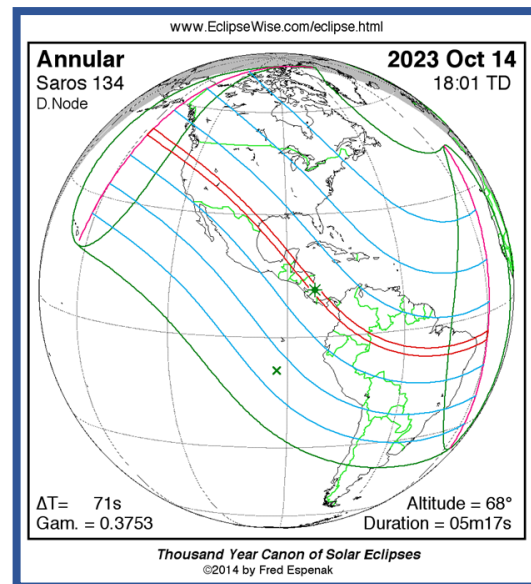 www.EclipseWise.com/eclipse.html
Annular
2023 Oct 14
Saros 134
18:01 TD
D.Node
ΔT= 71s
Altitude = 68°
Gam. = 0.3753
Duration = 05m17s
Thousand Year Canon of Solar Eclipses
©2014 by Fred Espenak